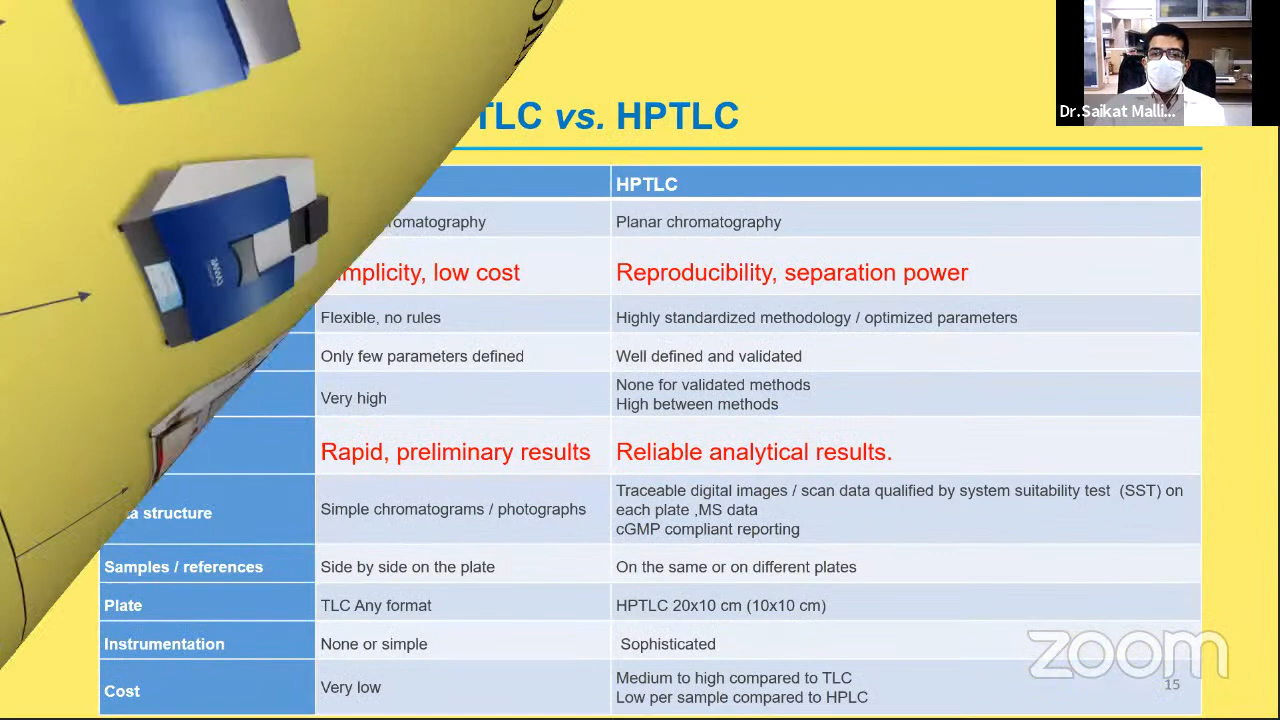 TLC vs. HPTLC
Dr.Saikat Malli...
HPTLC
Planar chromatography
low cost
Reproducibility, separation power
Flexible, no rules
Highly standardized methodology / optimized parameters
Only few parameters defined
Well defined and validated
Very high
None for validated methods
High between methods
Rapid, preliminary results
Reliable analytical results.
structure
Simple chromatograms / photographs
Traceable digital images / scan data qualified by system suitability test (SST) on
each plate ,MS data
cGMP compliant reporting
Samples / references
Side by side on the plate
On the same or on different plates
Plate
TLC Any format
HPTLC 20x10 cm (10x10 cm)
Instrumentation
None or simple
Sophisticated
Cost
Very low
Medium to high compared to TLC
Low per sample compared to HPLC
zoom
15